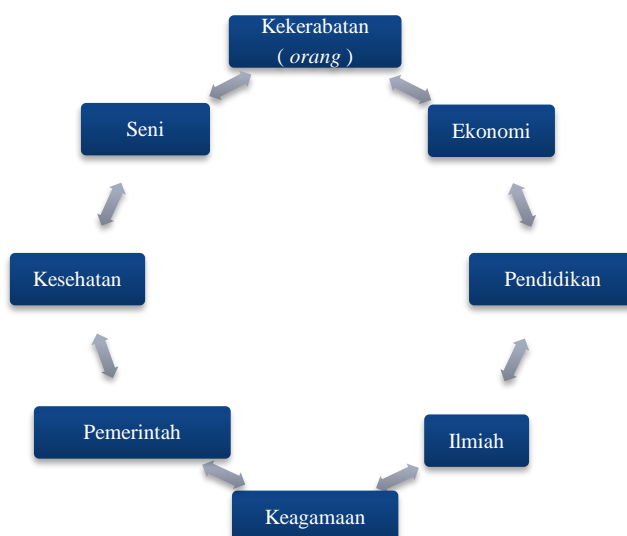 Kekerabatan
( orang )
Seni
Ekonomi
Kesehatan
Pendidikan
Pemerintah
Ilmiah
Keagamaan